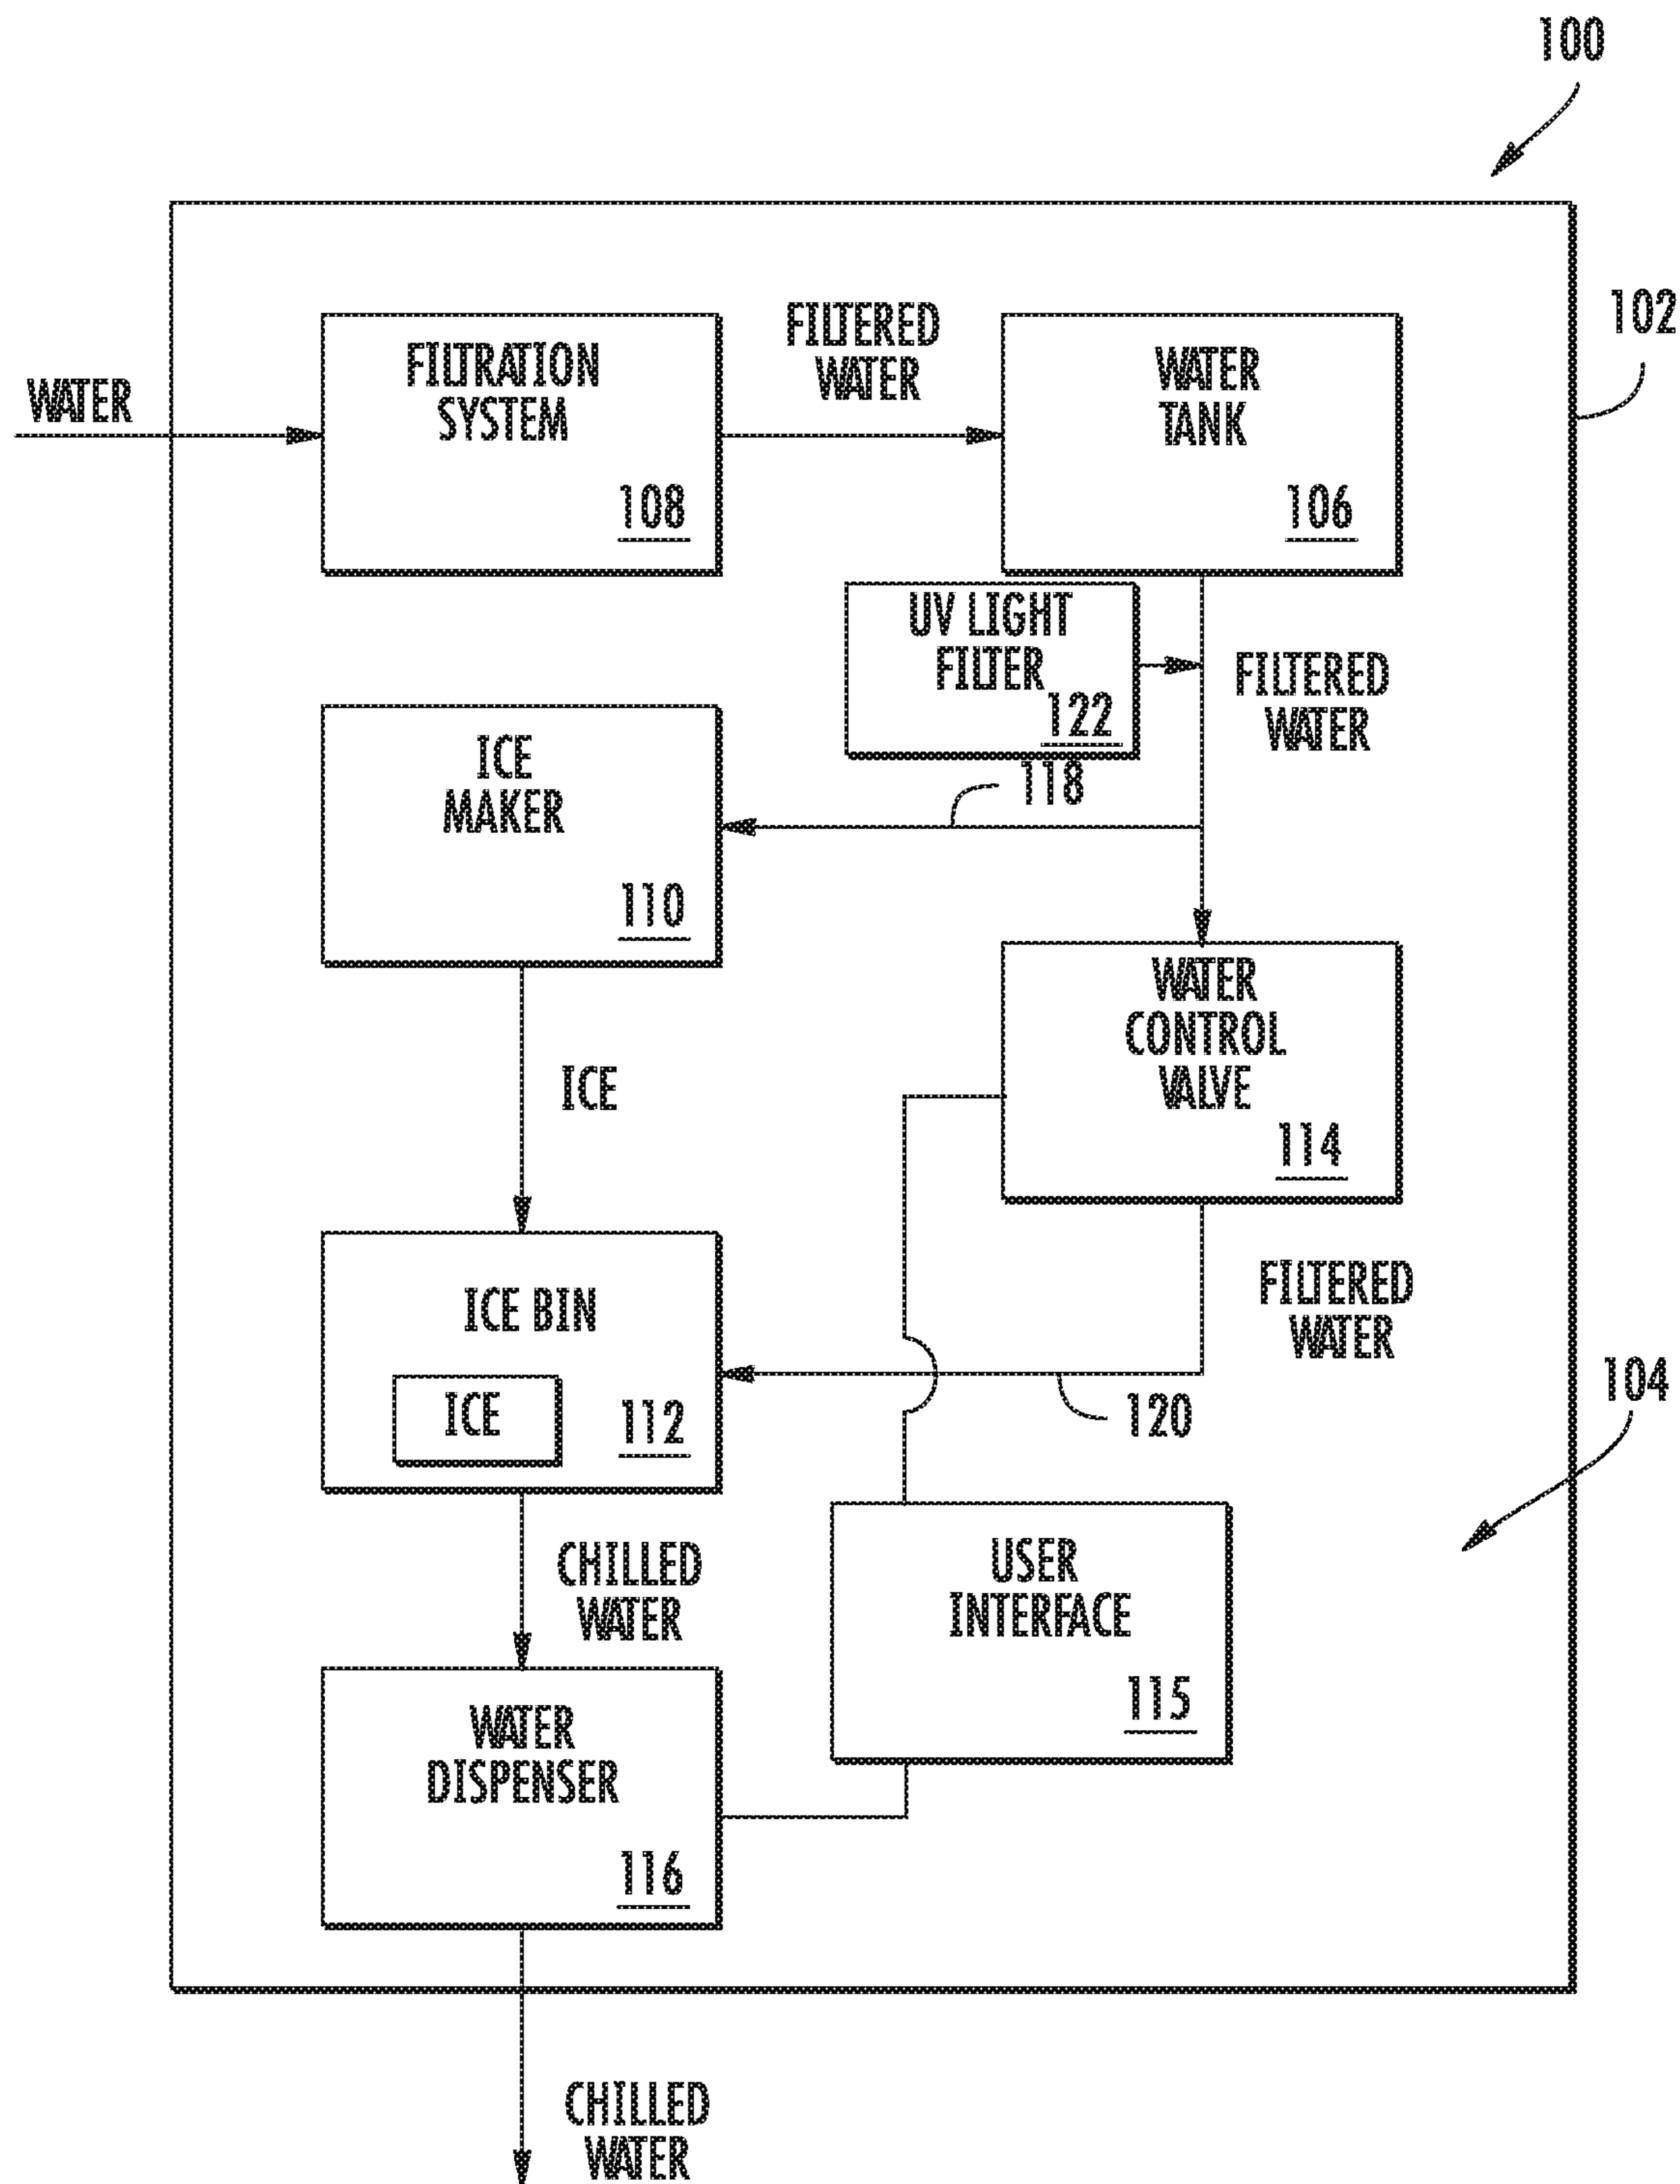 100
102
WATER
FILTRATION
SYSTEM
108
FILTERED
WATER
WATER
TANK
106
UV LIGHT
FILTER
122
FILTERED
WATER
118
ICE
MAKER
110
WATER
CONTROL
VALVE
114
ICE
ICE BIN
ICE
112
FILTERED
WATER
120
104
CHILLED
WATER
USER
INTERFACE
115
WATER
DISPENSER
116
CHILLED
WATER